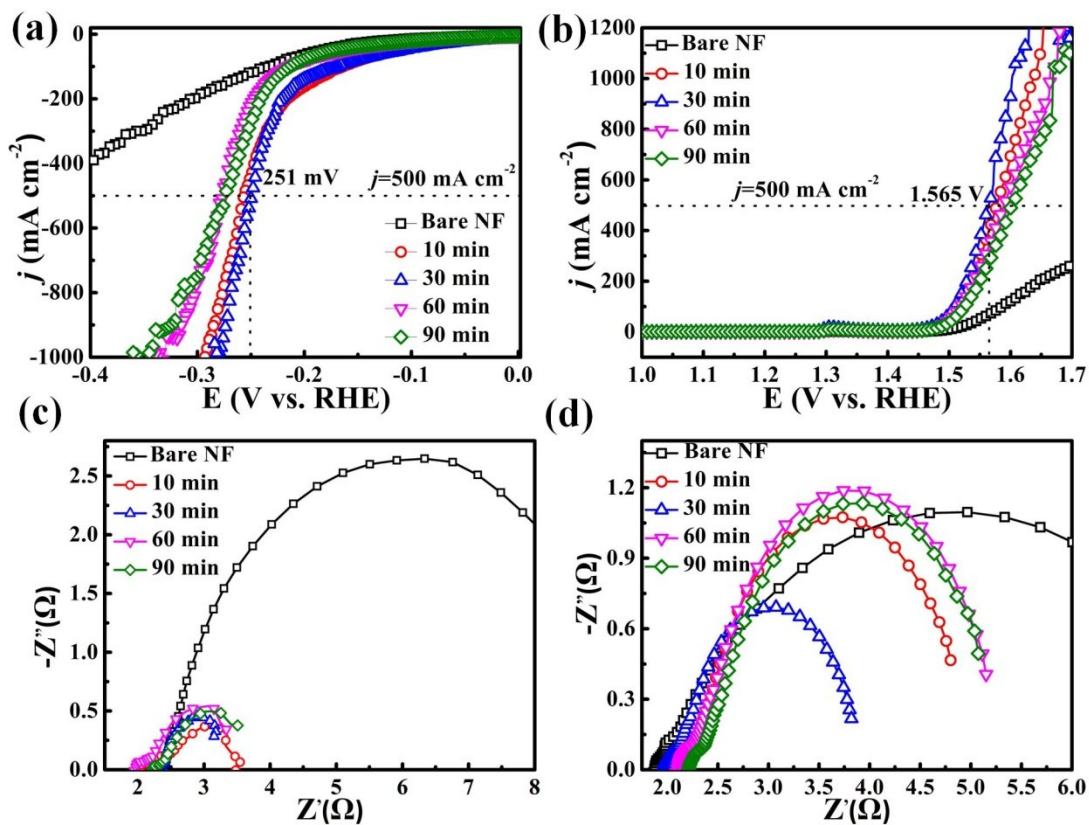 (a)
0
-200
-400
-600
-800
-1000
j (mA cm-2)
251 mV
j=500 mA cm-2
Bare NF
10 min
30 min
60 min
90 min
-0.4
-0.3
-0.2
-0.1
0.0
E (V vs. RHE)
(b)
1200
1000
800
600
400
200
0
j (mA cm-2)
Bare NF
10 min
30 min
60 min
90 min
j=500 mA cm-2
1.565 V
1.0
1.1
1.2
1.3
1.4
1.5
1.6
1.7
E (V vs. RHE)
(c)
2.5
2.0
1.5
1.0
0.5
0.0
-Z''(Ω)
Bare NF
10 min
30 min
60 min
90 min
2
3
4
5
6
7
8
Z'(Ω)
(d)
1.2
0.9
0.6
0.3
0.0
-Z''(Ω)
Bare NF
10 min
30 min
60 min
90 min
2.0
2.5
3.0
3.5
4.0
4.5
5.0
5.5
6.0
Z'(Ω)